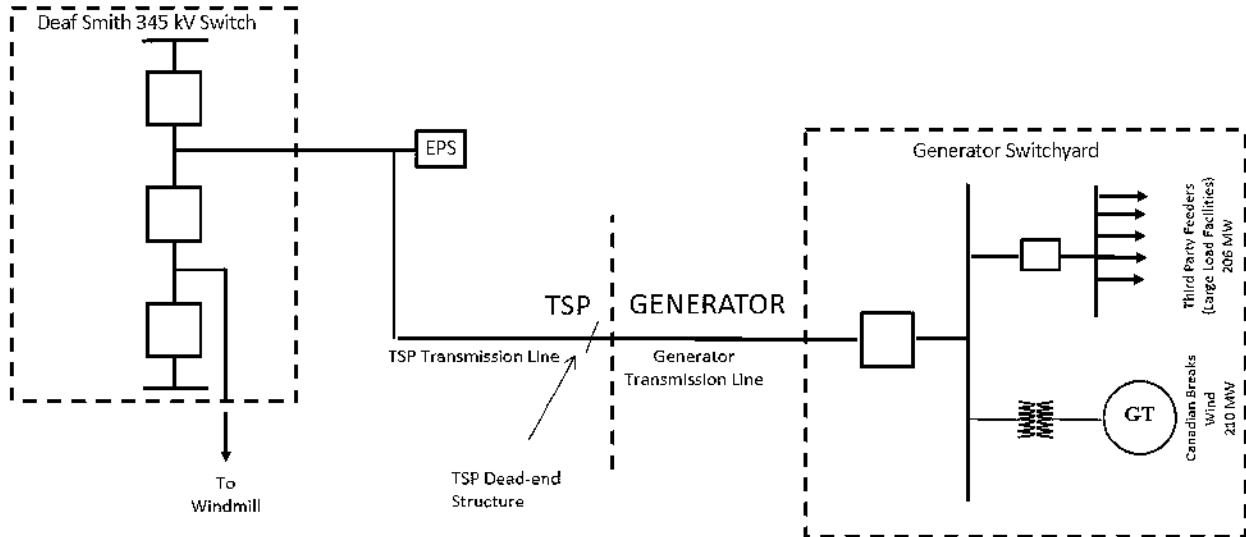 Deaf Smith 345 kV Switch
EPS
Generator Switchyard
Third Party Feeders
(Large Load Facilities)
206 MW
TSP
GENERATOR
TSP Transmission Line
Generator
Transmission Line
GT
Canadian Breaks
Wind
210 MW
TSP Dead-end
Structure
To
Windmill